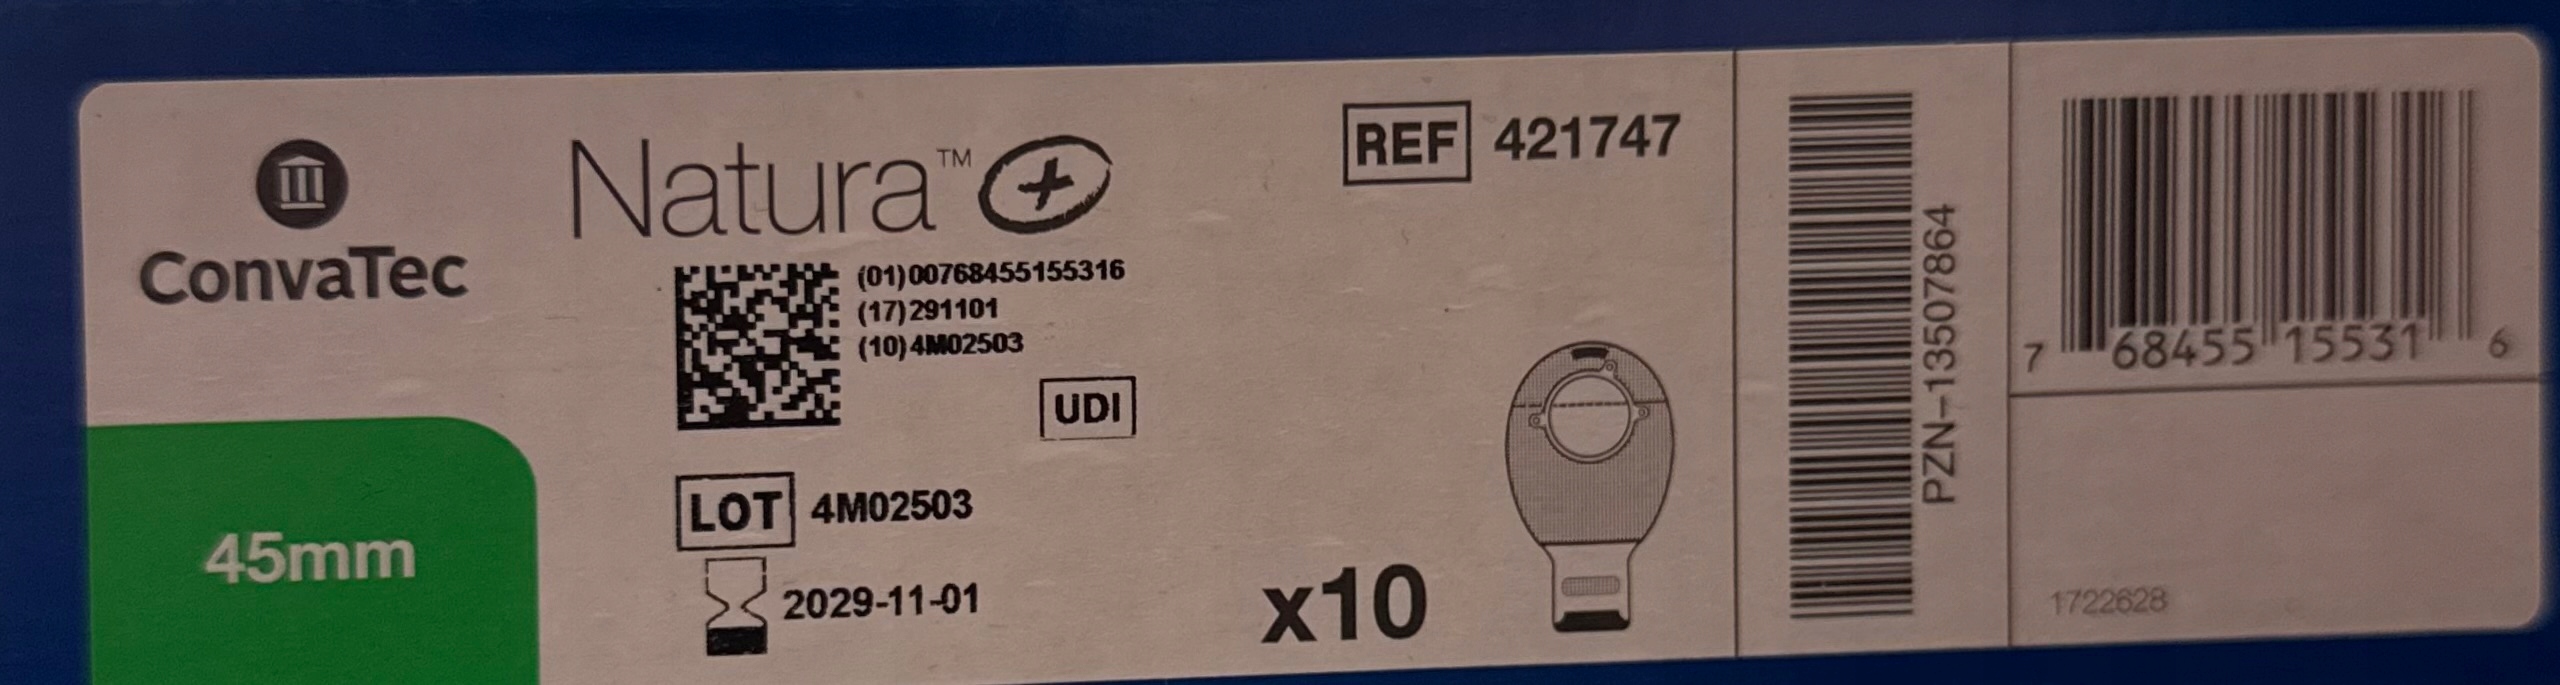 ConvaTec
45mm
Natura™+
(01)00768455155316
(17)291101
(10)4M02503
UDI
LOT 4M02503
2029-11-01
REF 421747
x10
PZN-13507864
7 68455 15531 6
1722628